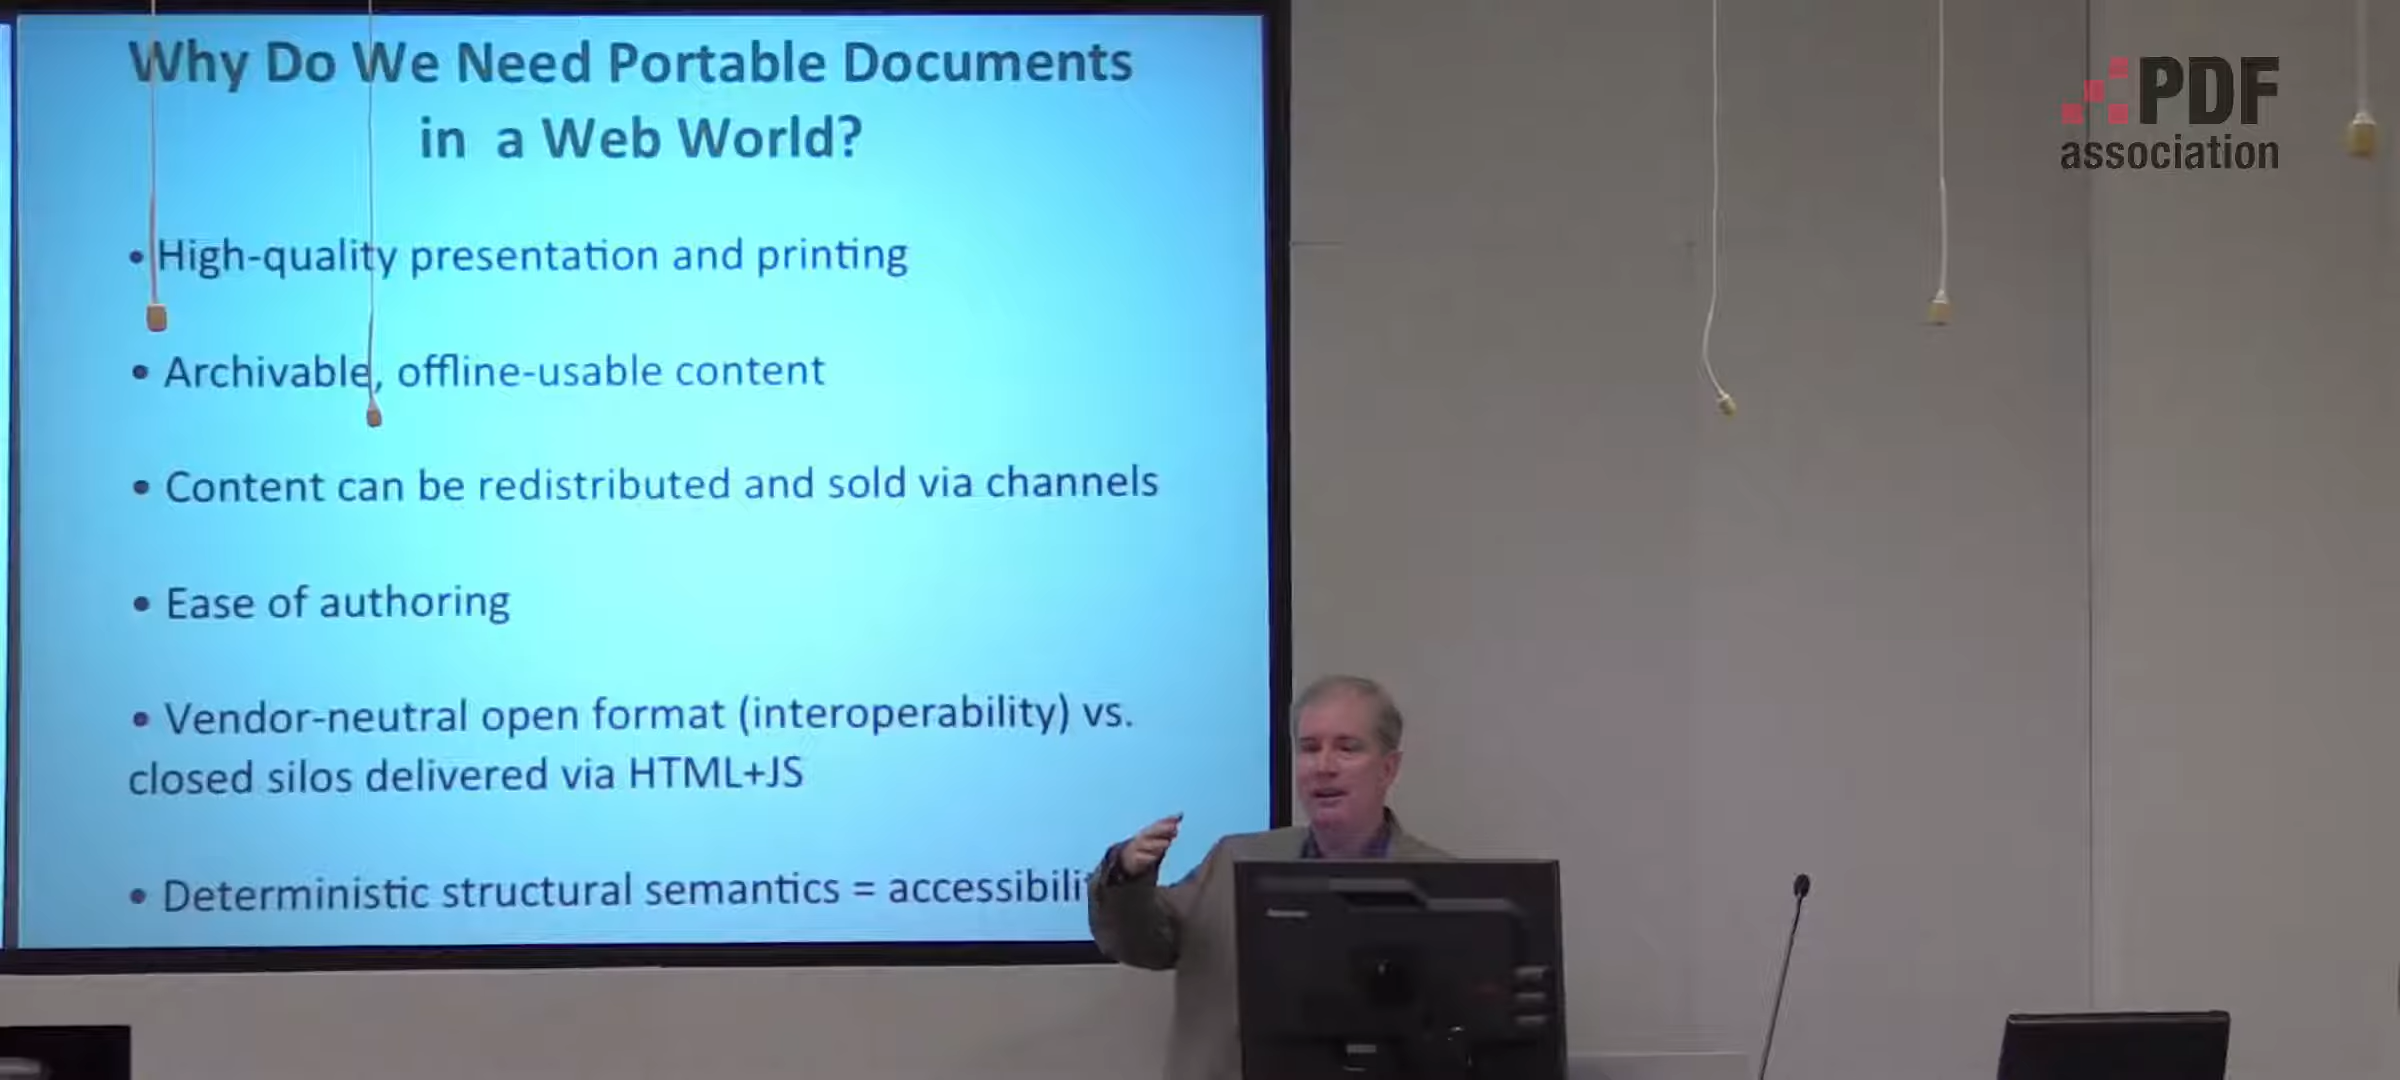 Why Do We Need Portable Documents
in a Web World?
• High-quality presentation and printing
• Archivable, offline-usable content
• Content can be redistributed and sold via channels
• Ease of authoring
• Vendor-neutral open format (interoperability) vs.
closed silos delivered via HTML+JS
• Deterministic structural semantics = accessibili
PDF
association